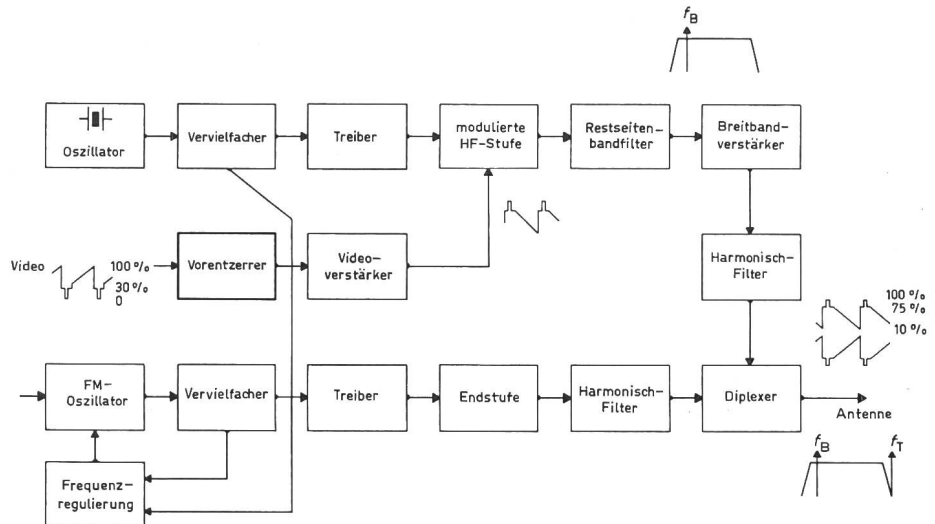 f_B
Oszillator
Vervielfacher
Treiber
modulierte
HF-Stufe
Restseiten-
bandfilter
Breitband-
verstärker
Video
100 %
30 %
0
Vorentzerrer
Video-
verstärker
Harmonisch-
Filter
100 %
75 %
10 %
FM-
Oszillator
Vervielfacher
Treiber
Endstufe
Harmonisch-
Filter
Diplexer
Antenne
Frequenz-
regulierung
f_B
f_T